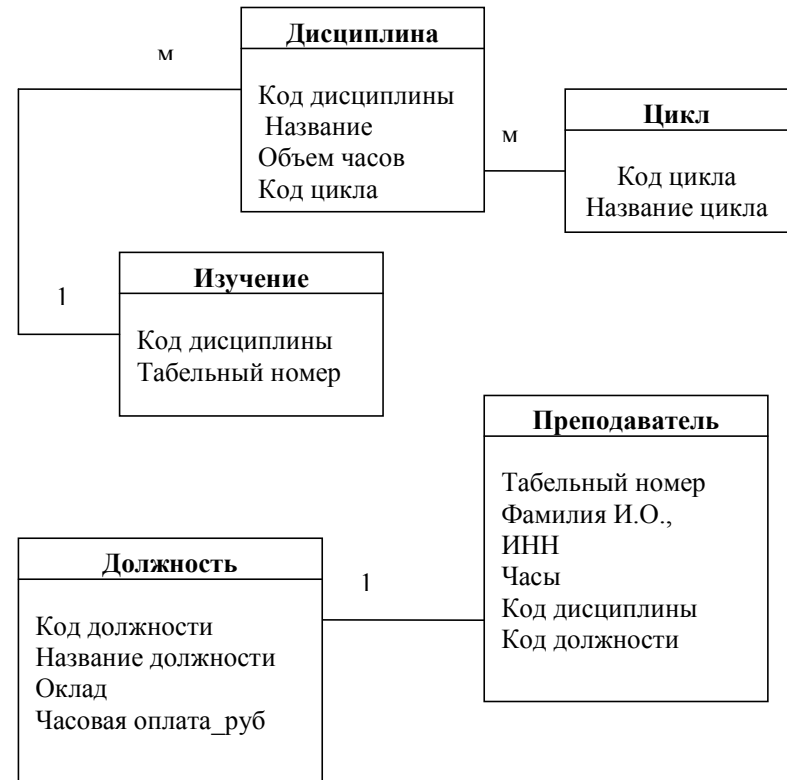 м
Дисциплина
Код дисциплины
Название
Объем часов
Код цикла
м
Цикл
Код цикла
Название цикла
1
Изучение
Код дисциплины
Табельный номер
Преподаватель
Табельный номер
Фамилия И.О.,
ИНН
Часы
Код дисциплины
Код должности
1
Должность
Код должности
Название должности
Оклад
Часовая оплата_руб